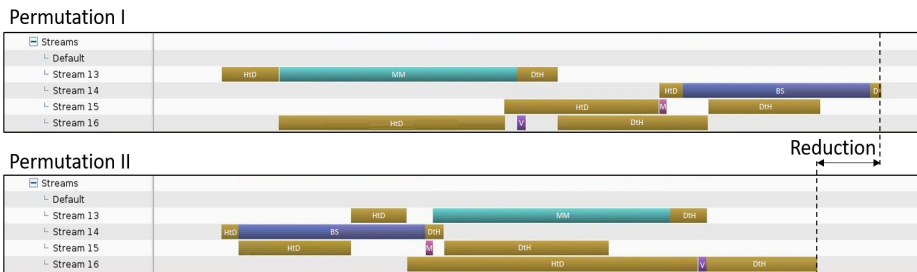 Permutation I
Streams
Default
Stream 13 HtD MM DtH
Stream 14 HtD BS D
Stream 15 HtD M DtH
Stream 16 HtD V DtH
Reduction
Permutation II
Streams
Default
Stream 13 HtD MM DtH
Stream 14 HtD BS DtH
Stream 15 HtD M DtH
Stream 16 HtD V DtH